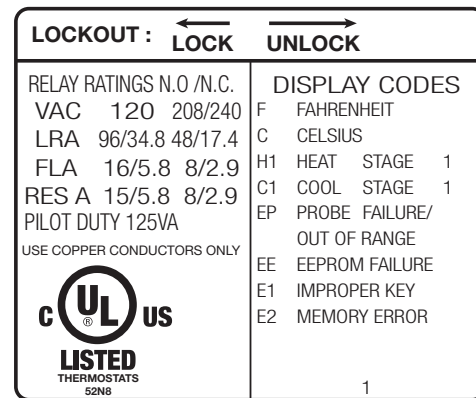 LOCKOUT : LOCK UNLOCK
RELAY RATINGS N.O /N.C.
VAC 120 208/240
LRA 96/34.8 48/17.4
FLA 16/5.8 8/2.9
RES A 15/5.8 8/2.9
PILOT DUTY 125VA
USE COPPER CONDUCTORS ONLY
C UL ® US
LISTED
THERMOSTATS
52N8
DISPLAY CODES
F FAHRENHEIT
C CELSIUS
H1 HEAT STAGE 1
C1 COOL STAGE 1
EP PROBE FAILURE/
OUT OF RANGE
EE EEPROM FAILURE
E1 IMPROPER KEY
E2 MEMORY ERROR
1